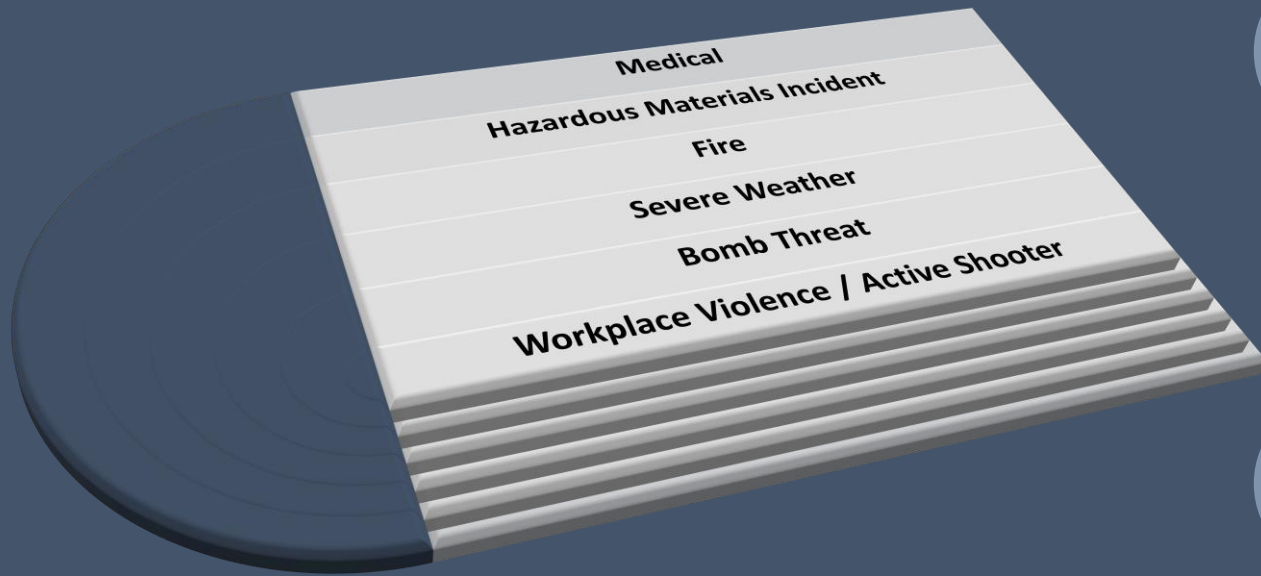 Medical
Hazardous Materials Incident
Fire
Severe Weather
Bomb Threat
Workplace Violence / Active Shooter